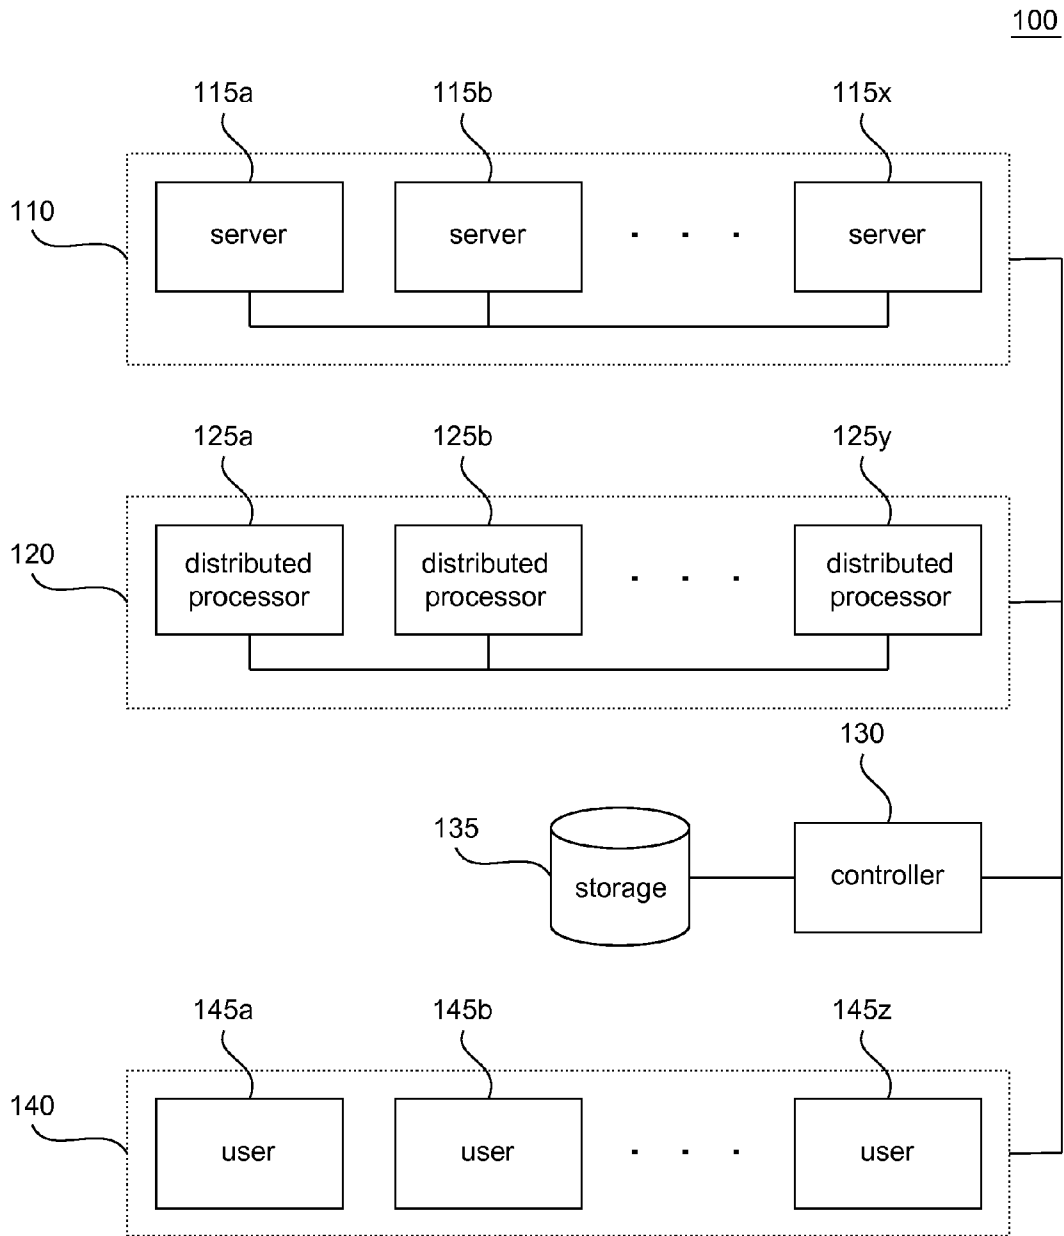 100
115a
115b
115x
110
server
server
. . .
server
125a
125b
125y
120
distributed
processor
distributed
processor
. . .
distributed
processor
130
135
storage
controller
145a
145b
145z
140
user
user
. . .
user